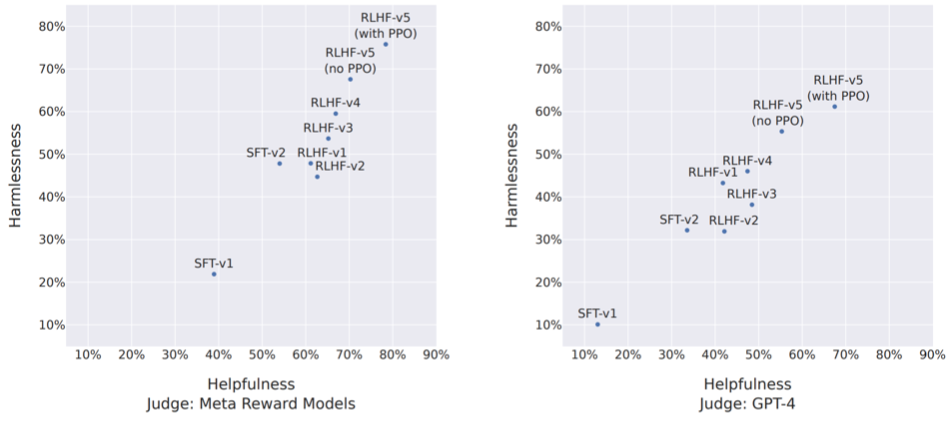 80%
70%
60%
50%
40%
30%
20%
10%
Harmlessness
RLHF-v5
(with PPO)
RLHF-v5
(no PPO)
RLHF-v4
RLHF-v3
SFT-v2
RLHF-v1
RLHF-v2
SFT-v1
10% 20% 30% 40% 50% 60% 70% 80% 90%
Helpfulness
Judge: Meta Reward Models
80%
70%
60%
50%
40%
30%
20%
10%
Harmlessness
RLHF-v5
(with PPO)
RLHF-v5
(no PPO)
RLHF-v4
RLHF-v1
RLHF-v3
SFT-v2
RLHF-v2
SFT-v1
10% 20% 30% 40% 50% 60% 70% 80% 90%
Helpfulness
Judge: GPT-4